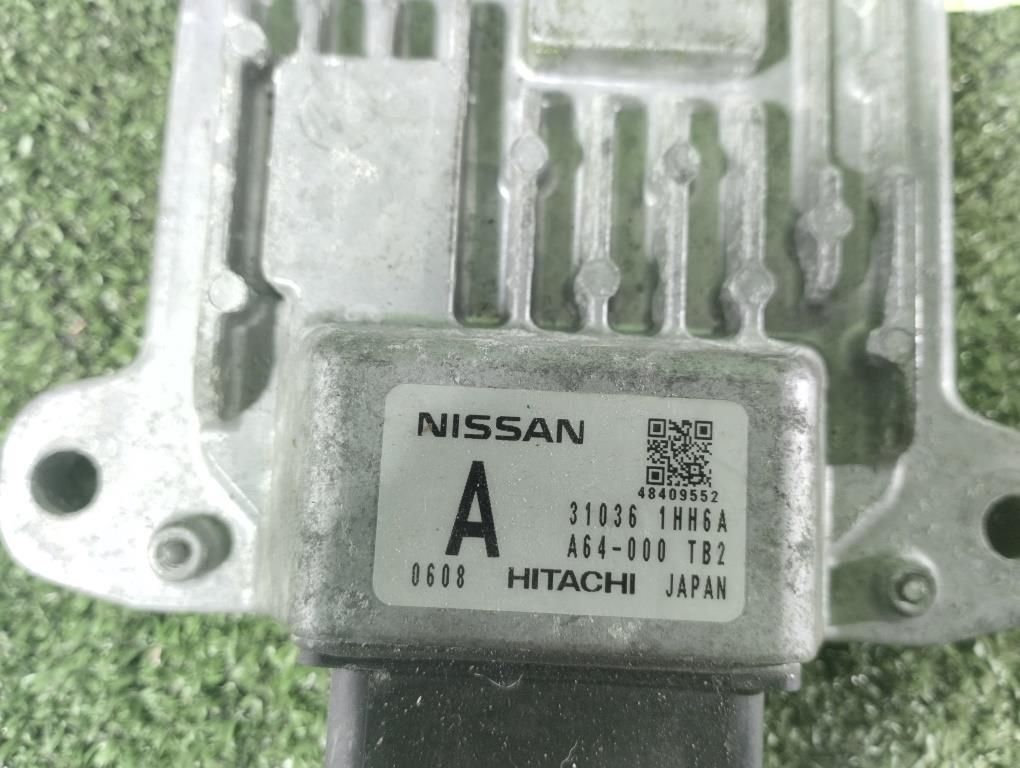 NISSAN
48409552
A
31036 1HH6A
A64-000 TB2
0608 HITACHI JAPAN